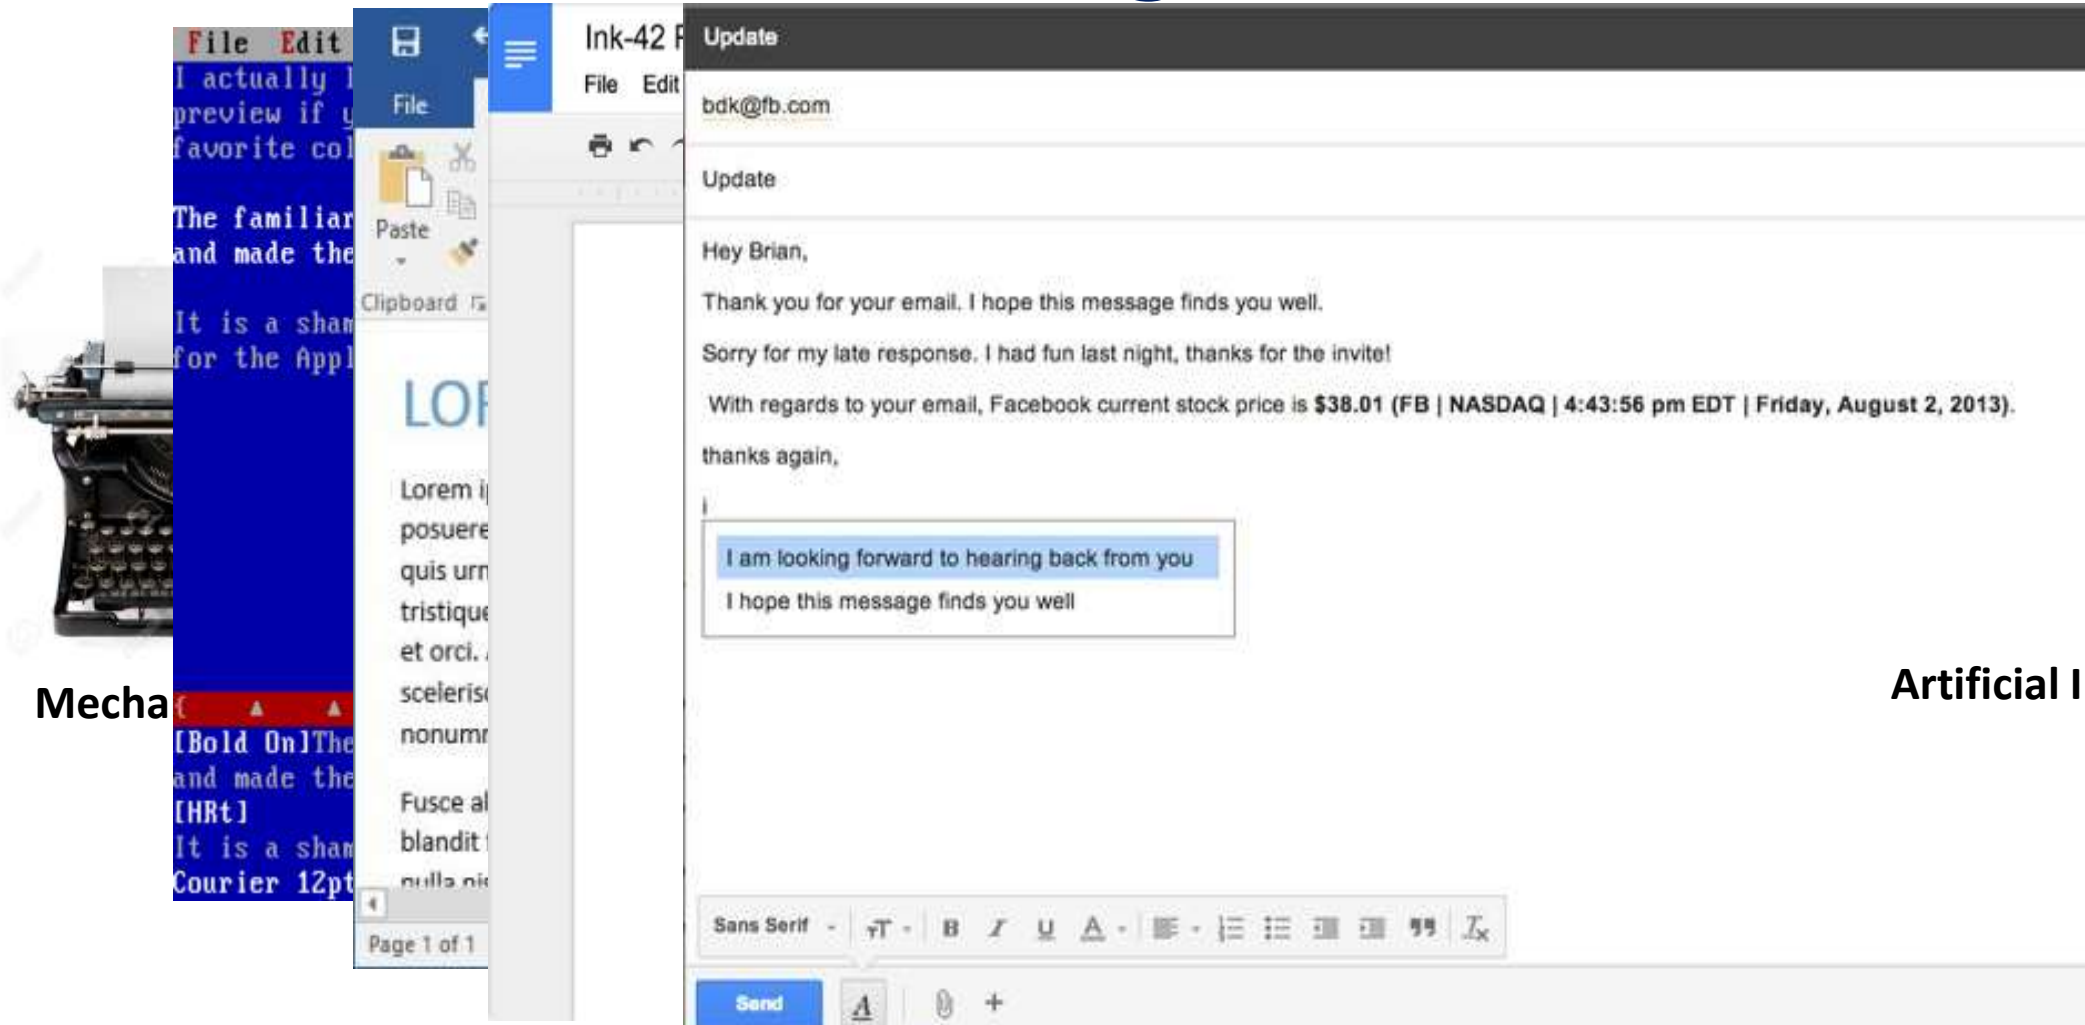 File Edit
I actually l
preview if y
favorite col
The familiar
and made the
It is a sham
for the Appl
{
[Bold On]The
and made the
[HRt]
It is a sham
Courier 12pt
Mecha
File
Paste
Clipboard
LOR
Lorem i
posuere
quis urn
tristique
et orci.
scelerisc
nonumm
Fusce al
blandit
nulla nis
Page 1 of 1
Ink-42 F
File Edit
Update
bdk@fb.com
Update
Hey Brian,
Thank you for your email. I hope this message finds you well.
Sorry for my late response. I had fun last night, thanks for the invite!
With regards to your email, Facebook current stock price is $38.01 (FB | NASDAQ | 4:43:56 pm EDT | Friday, August 2, 2013).
thanks again,
i
I am looking forward to hearing back from you
I hope this message finds you well
Sans Serif
Send
Artificial I